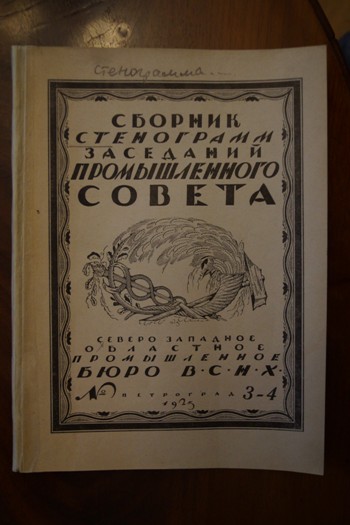 стенограмма....
СБОРНИК
СТЕНОГРАММ
ЗАСЕДАНИЙ
ПРОМЫШЛЕННОГО
СОВЕТА
СЕВЕРО ЗАПАДНОЕ
ОБЛАСТНОЕ
ПРОМЫШЛЕННОЕ
БЮРО В·С·Н·Х·
№ ПЕТРОГРАД 3-4